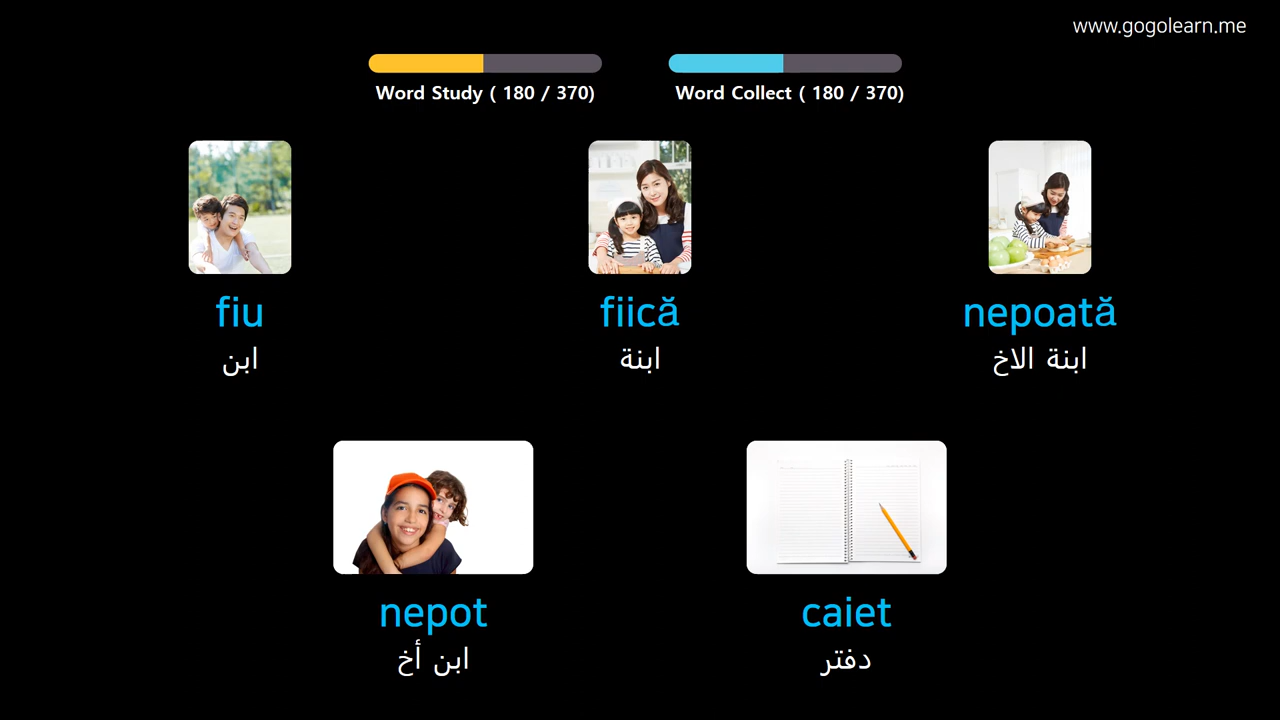 www.gogolearn.me
Word Study ( 180 / 370)
Word Collect ( 180 / 370)
fiu
ابن
fiică
ابنة
nepoată
ابنة الاخ
nepot
ابن أخ
caiet
دفتر